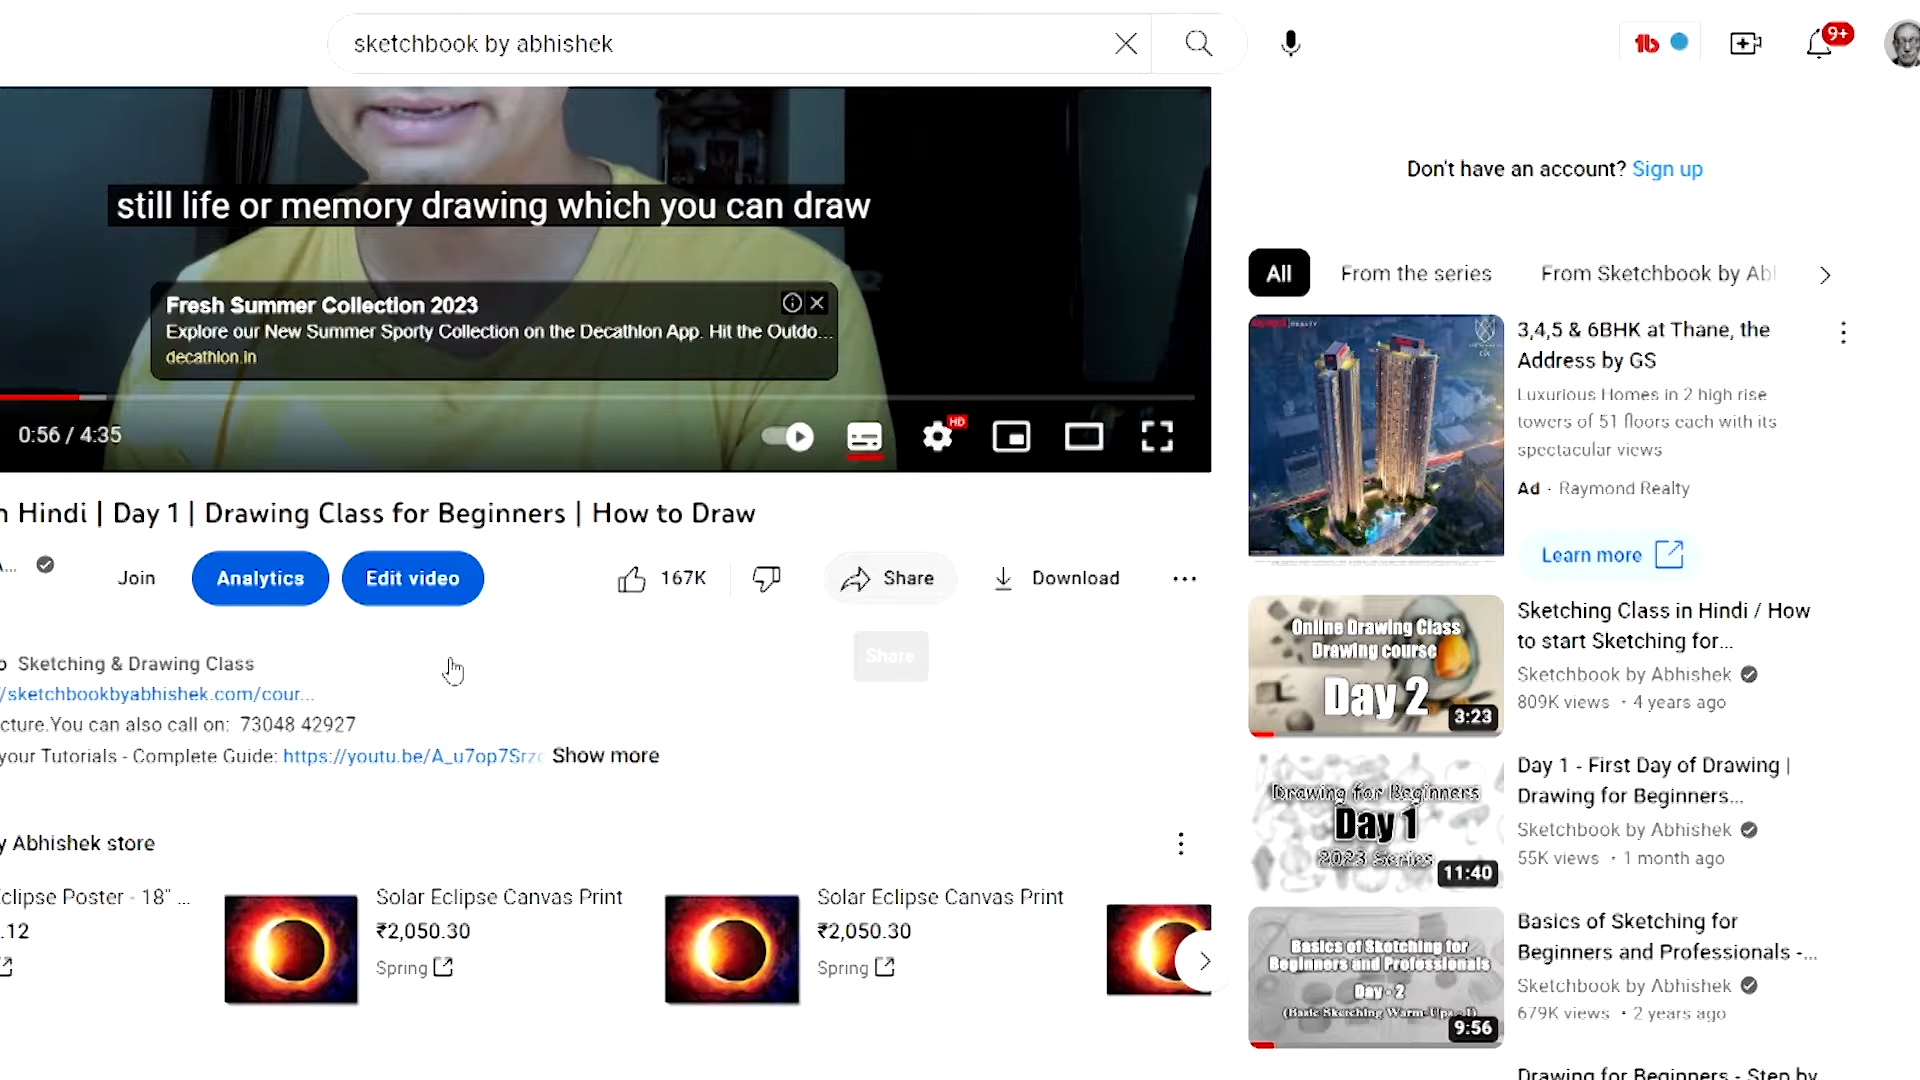 sketchbook by abhishek
9+
still life or memory drawing which you can draw
Fresh Summer Collection 2023
Explore our New Summer Sporty Collection on the Decathlon App. Hit the Outdo...
decathlon.in
0:56 / 4:35
HD
n Hindi | Day 1 | Drawing Class for Beginners | How to Draw
A...
Join
Analytics
Edit video
167K
Share
Download
Share
o Sketching & Drawing Class
/sketchbookbyabhishek.com/cour...
cture.You can also call on: 73048 42927
your Tutorials - Complete Guide: https://youtu.be/A_u7op7Srz
Show more
y Abhishek store
clipse Poster - 18" ...
.12
Solar Eclipse Canvas Print
₹2,050.30
Spring
Solar Eclipse Canvas Print
₹2,050.30
Spring
Don't have an account? Sign up
All
From the series
From Sketchbook by Ab
3,4,5 & 6BHK at Thane, the
Address by GS
Luxurious Homes in 2 high rise
towers of 51 floors each with its
spectacular views
Ad · Raymond Realty
Learn more
Online Drawing Class
Drawing course
Day 2
3:23
Sketching Class in Hindi / How
to start Sketching for...
Sketchbook by Abhishek
809K views · 4 years ago
Drawing for Beginners
Day 1
2023 Series
11:40
Day 1 - First Day of Drawing |
Drawing for Beginners...
Sketchbook by Abhishek
55K views · 1 month ago
Basics of Sketching for
Beginners and Professionals
Day - 2
(Basic Sketching Warm-Ups - 1)
9:56
Basics of Sketching for
Beginners and Professionals -...
Sketchbook by Abhishek
679K views · 2 years ago
Drawing for Beginners - Step by